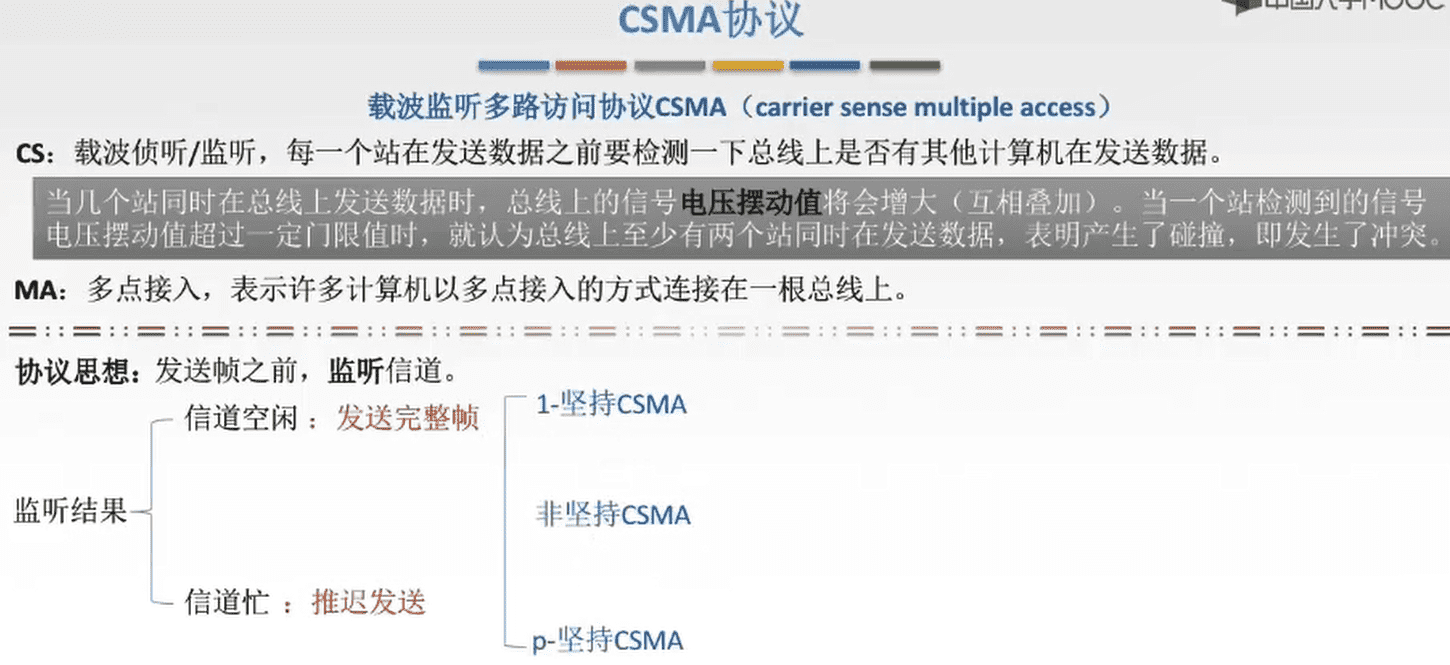 中国大学MOOC
CSMA协议
载波监听多路访问协议CSMA（carrier sense multiple access）
CS：载波侦听/监听，每一个站在发送数据之前要检测一下总线上是否有其他计算机在发送数据。
当几个站同时在总线上发送数据时，总线上的信号电压摆动值将会增大（互相叠加）。当一个站检测到的信号
电压摆动值超过一定门限值时，就认为总线上至少有两个站同时在发送数据，表明产生了碰撞，即发生了冲突。
MA：多点接入，表示许多计算机以多点接入的方式连接在一根总线上。
协议思想：发送帧之前，监听信道。
监听结果
信道空闲：发送完整帧
信道忙：推迟发送
1-坚持CSMA
非坚持CSMA
p-坚持CSMA